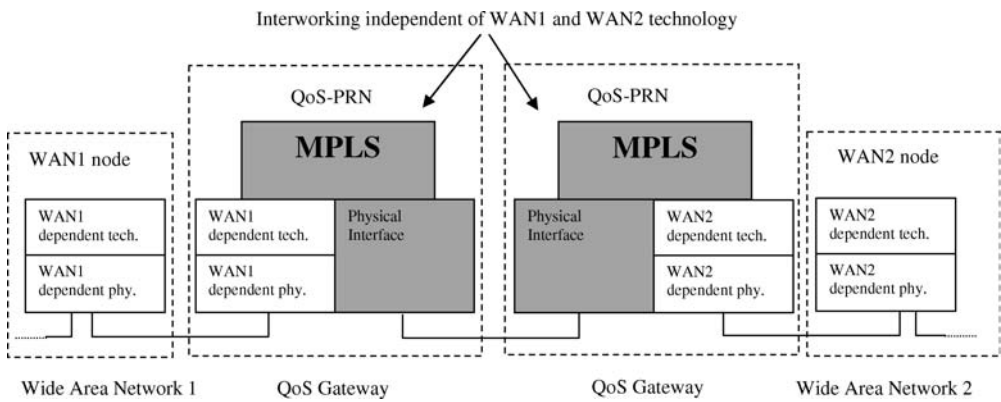 Interworking independent of WAN1 and WAN2 technology
QoS-PRN
QoS-PRN
MPLS
MPLS
WAN1 node
WAN2 node
WAN1
dependent tech.
WAN1
dependent phy.
WAN1
dependent tech.
WAN1
dependent phy.
Physical
Interface
Physical
Interface
WAN2
dependent tech.
WAN2
dependent phy.
WAN2
dependent tech.
WAN2
dependent phy.
Wide Area Network 1
QoS Gateway
QoS Gateway
Wide Area Network 2